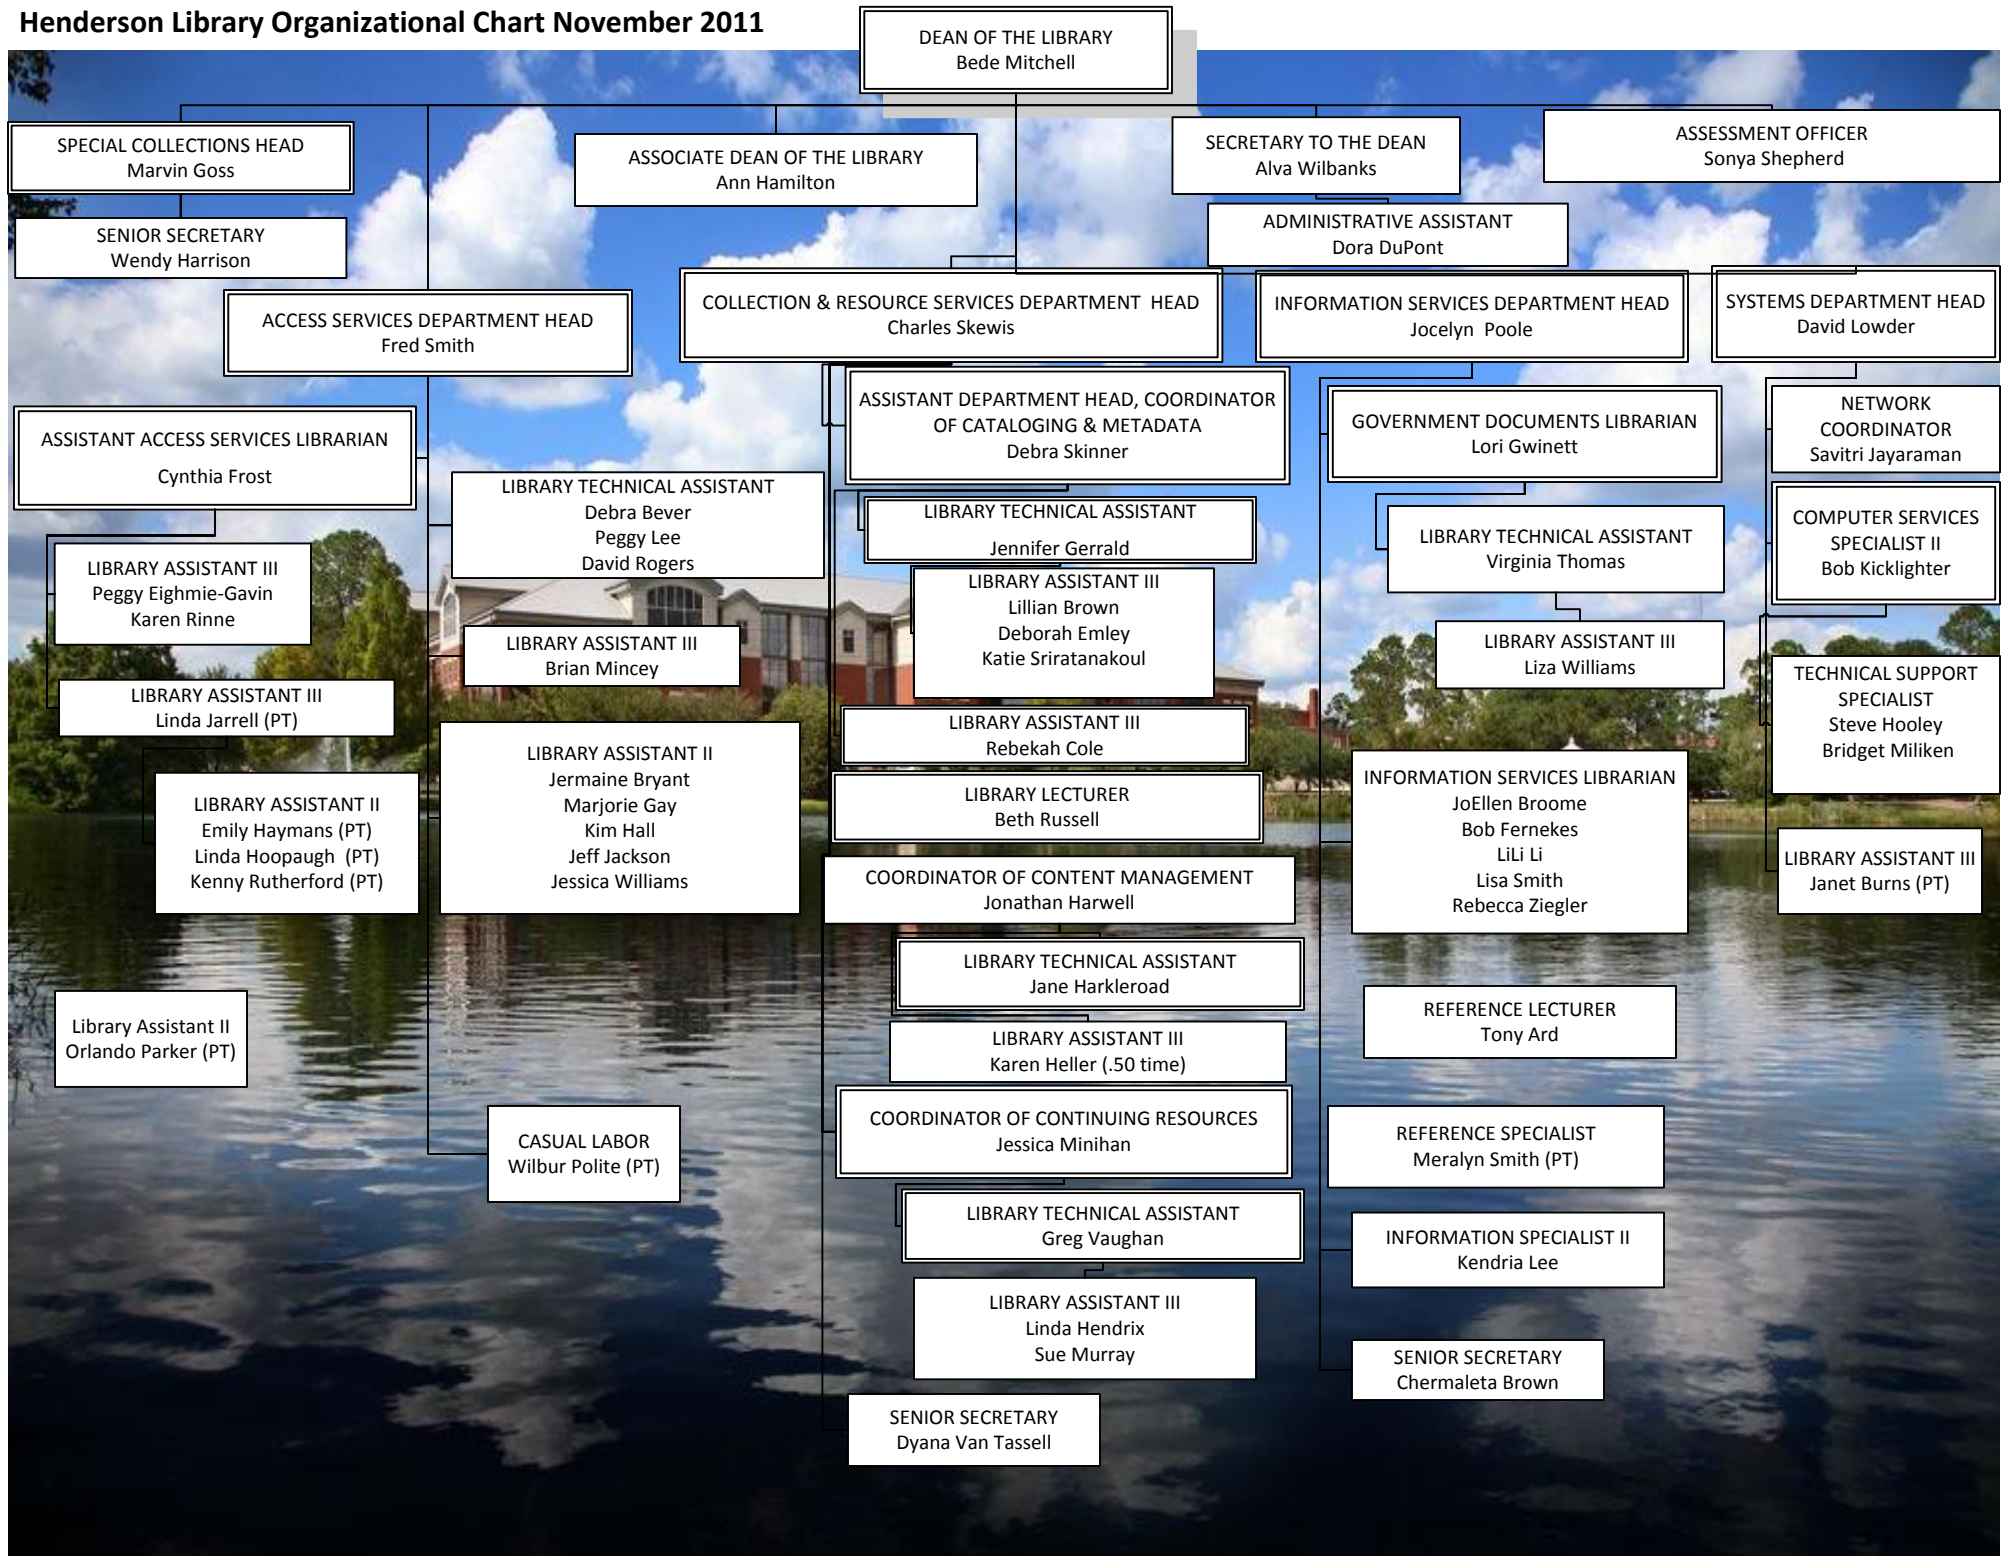 Henderson Library Organizational Chart November 2011
DEAN OF THE LIBRARY
Bede Mitchell
SPECIAL COLLECTIONS HEAD
Marvin Goss
SENIOR SECRETARY
Wendy Harrison
ASSOCIATE DEAN OF THE LIBRARY
Ann Hamilton
SECRETARY TO THE DEAN
Alva Wilbanks
ADMINISTRATIVE ASSISTANT
Dora DuPont
ASSESSMENT OFFICER
Sonya Shepherd
ACCESS SERVICES DEPARTMENT HEAD
Fred Smith
ASSISTANT ACCESS SERVICES LIBRARIAN
Cynthia Frost
LIBRARY ASSISTANT III
Peggy Eighmie-Gavin
Karen Rinne
LIBRARY ASSISTANT III
Linda Jarrell (PT)
LIBRARY ASSISTANT II
Emily Haymans (PT)
Linda Hoopaugh (PT)
Kenny Rutherford (PT)
Library Assistant II
Orlando Parker (PT)
LIBRARY TECHNICAL ASSISTANT
Debra Bever
Peggy Lee
David Rogers
LIBRARY ASSISTANT III
Brian Mincey
LIBRARY ASSISTANT II
Jermaine Bryant
Marjorie Gay
Kim Hall
Jeff Jackson
Jessica Williams
CASUAL LABOR
Wilbur Polite (PT)
COLLECTION & RESOURCE SERVICES DEPARTMENT HEAD
Charles Skewis
ASSISTANT DEPARTMENT HEAD, COORDINATOR
OF CATALOGING & METADATA
Debra Skinner
LIBRARY TECHNICAL ASSISTANT
Jennifer Gerrald
LIBRARY ASSISTANT III
Lillian Brown
Deborah Emley
Katie Sriratanakoul
LIBRARY ASSISTANT III
Rebekah Cole
LIBRARY LECTURER
Beth Russell
COORDINATOR OF CONTENT MANAGEMENT
Jonathan Harwell
LIBRARY TECHNICAL ASSISTANT
Jane Harkleroad
LIBRARY ASSISTANT III
Karen Heller (.50 time)
COORDINATOR OF CONTINUING RESOURCES
Jessica Minihan
LIBRARY TECHNICAL ASSISTANT
Greg Vaughan
LIBRARY ASSISTANT III
Linda Hendrix
Sue Murray
SENIOR SECRETARY
Dyana Van Tassell
INFORMATION SERVICES DEPARTMENT HEAD
Jocelyn Poole
GOVERNMENT DOCUMENTS LIBRARIAN
Lori Gwinett
LIBRARY TECHNICAL ASSISTANT
Virginia Thomas
LIBRARY ASSISTANT III
Liza Williams
INFORMATION SERVICES LIBRARIAN
JoEllen Broome
Bob Fernekes
LiLi Li
Lisa Smith
Rebecca Ziegler
REFERENCE LECTURER
Tony Ard
REFERENCE SPECIALIST
Meralyn Smith (PT)
INFORMATION SPECIALIST II
Kendria Lee
SENIOR SECRETARY
Chermaleta Brown
SYSTEMS DEPARTMENT HEAD
David Lowder
NETWORK
COORDINATOR
Savitri Jayaraman
COMPUTER SERVICES
SPECIALIST II
Bob Kicklighter
TECHNICAL SUPPORT
SPECIALIST
Steve Hooley
Bridget Miliken
LIBRARY ASSISTANT III
Janet Burns (PT)